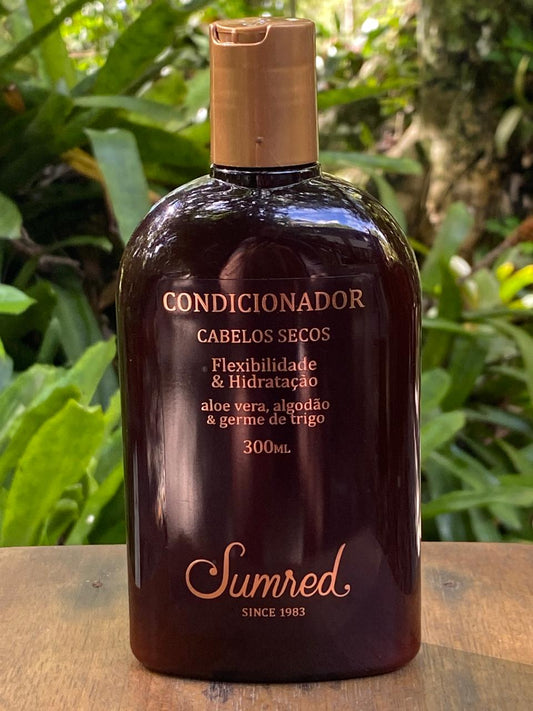 CONDICIONADOR
CABELOS SECOS
Flexibilidade
& Hidratação
aloe vera, algodão
& germe de trigo
300ML
Sumred
SINCE 1983